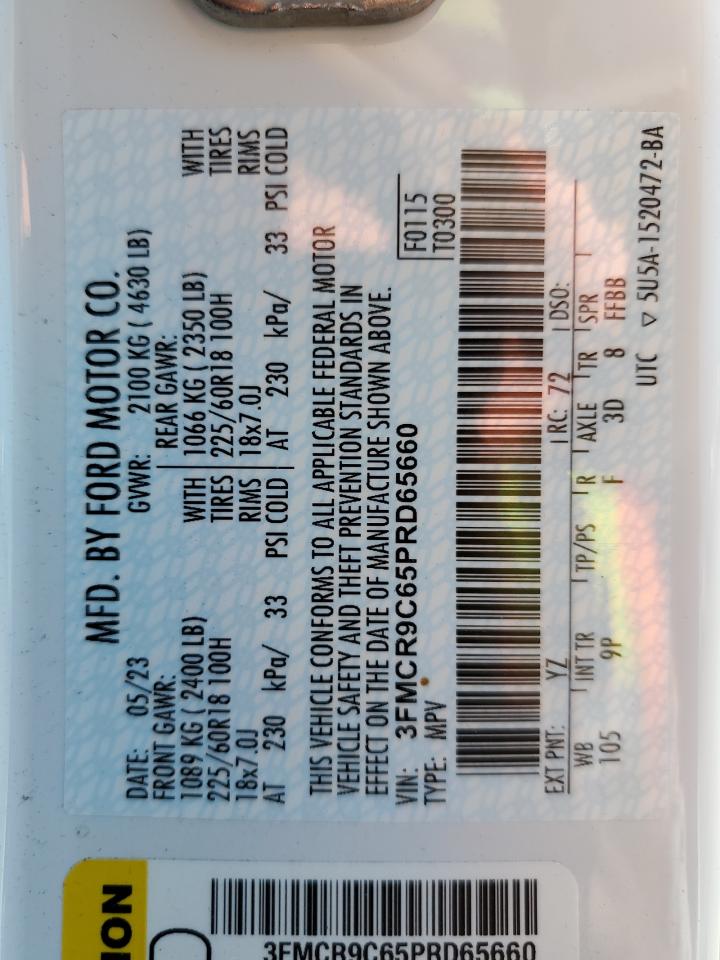 MFD. BY FORD MOTOR CO.
DATE: 05/23 GVWR: 2100 KG ( 4630 LB)
FRONT GAWR: REAR GAWR:
1089 KG ( 2400 LB) WITH 1066 KG ( 2350 LB) WITH
225/60R18 100H TIRES 225/60R18 100H TIRES
18x7.0J RIMS 18x7.0J RIMS
AT 230 kPa/ 33 PSI COLD AT 230 kPa/ 33 PSI COLD
THIS VEHICLE CONFORMS TO ALL APPLICABLE FEDERAL MOTOR
VEHICLE SAFETY AND THEFT PREVENTION STANDARDS IN
EFFECT ON THE DATE OF MANUFACTURE SHOWN ABOVE.
VIN: 3FMCR9C65PRD65660 F0115
TYPE: MPV T0300
EXT PNT: YZ RC: 72 DSO:
WB INT TR TP/PS R AXLE TR SPR
105 9P F 3D 8 FFBB
UTC ▽ 5U5A-1520472-BA
3FMCR9C65PRD65660